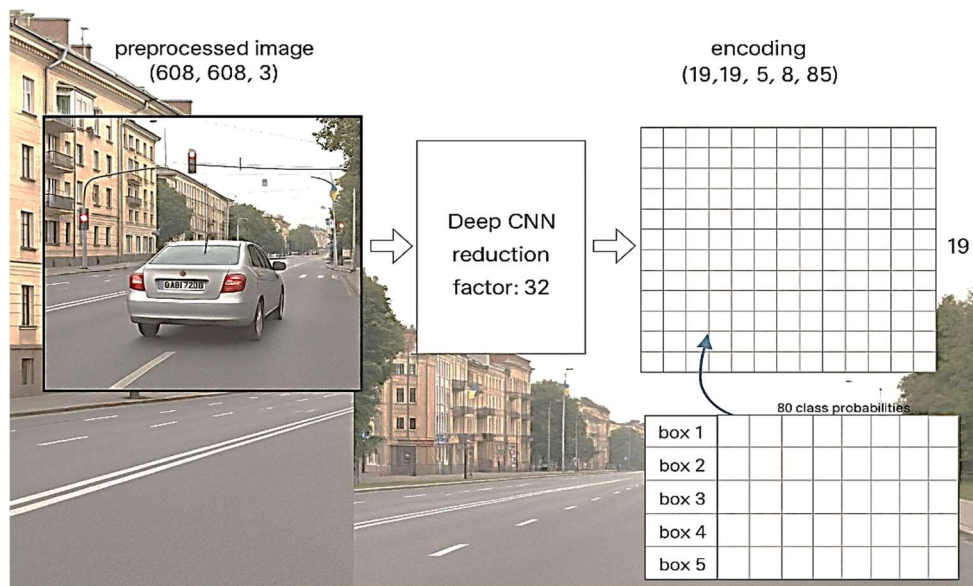 preprocessed image
(608, 608, 3)
encoding
(19,19, 5, 8, 85)
Deep CNN
reduction
factor: 32
19
80 class probabilities
box 1
box 2
box 3
box 4
box 5